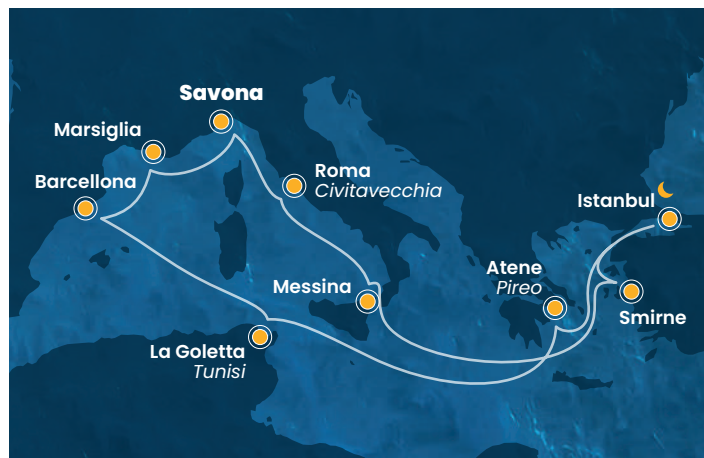 Savona
Marsiglia
Barcellona
Roma
Civitavecchia
Istanbul
Atene
Pireo
Messina
Smirne
La Goletta
Tunisi